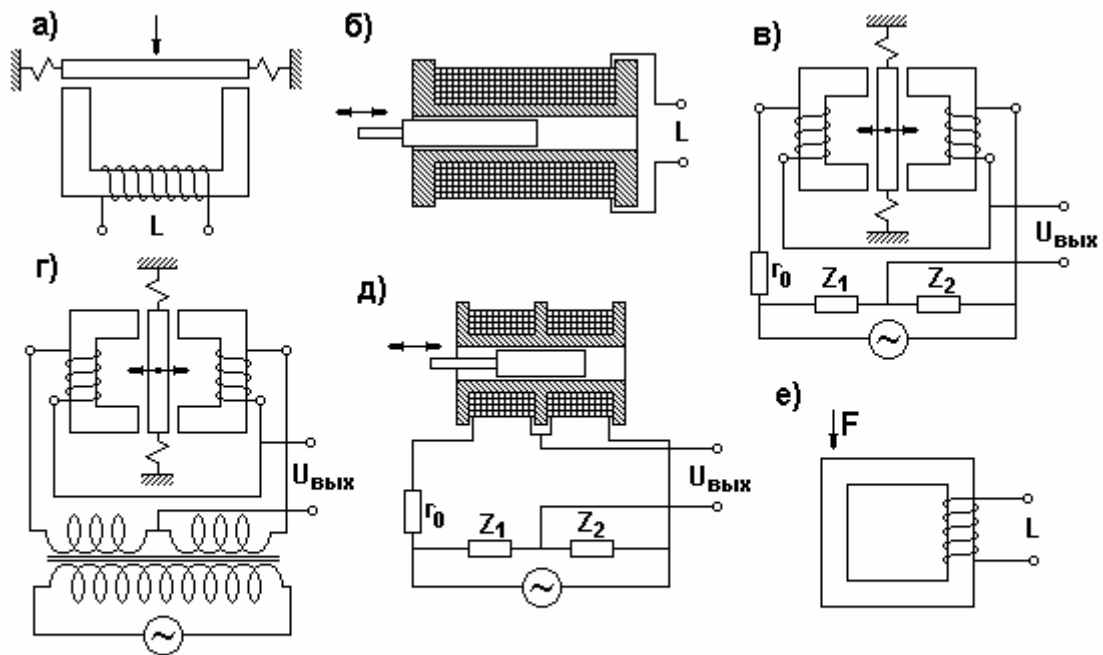 а)
L
б)
L
в)
Uвых
r0
Z1
Z2
~
г)
Uвых
~
д)
Uвых
r0
Z1
Z2
~
е)
F
L